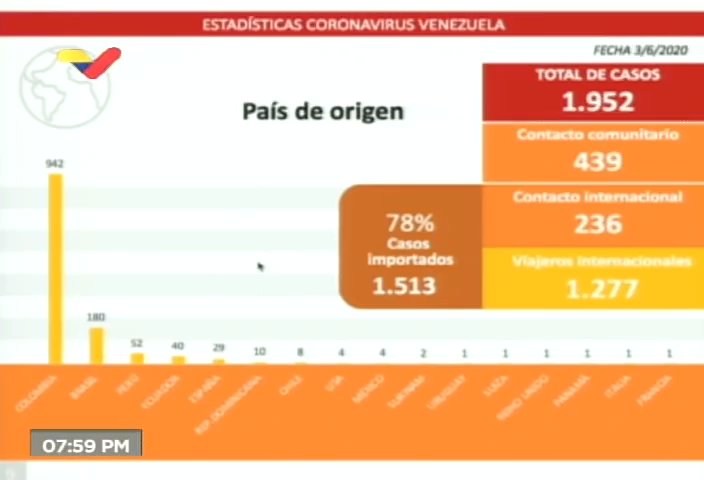 ESTADÍSTICAS CORONAVIRUS VENEZUELA
FECHA 3/6/2020
País de origen
TOTAL DE CASOS
1.952
Contacto comunitario
439
Contacto internacional
236
Viajeros internacionales
1.277
78%
Casos
importados
1.513
942
180
52
40
29
10
8
4
4
2
1
1
1
1
1
1
COLOMBIA
BRASIL
PERÚ
ECUADOR
ESPAÑA
REP. DOMINICANA
CHILE
USA
MÉXICO
SURINAM
URUGUAY
SUIZA
REINO UNIDO
PANAMÁ
ITALIA
FRANCIA
07:59 PM